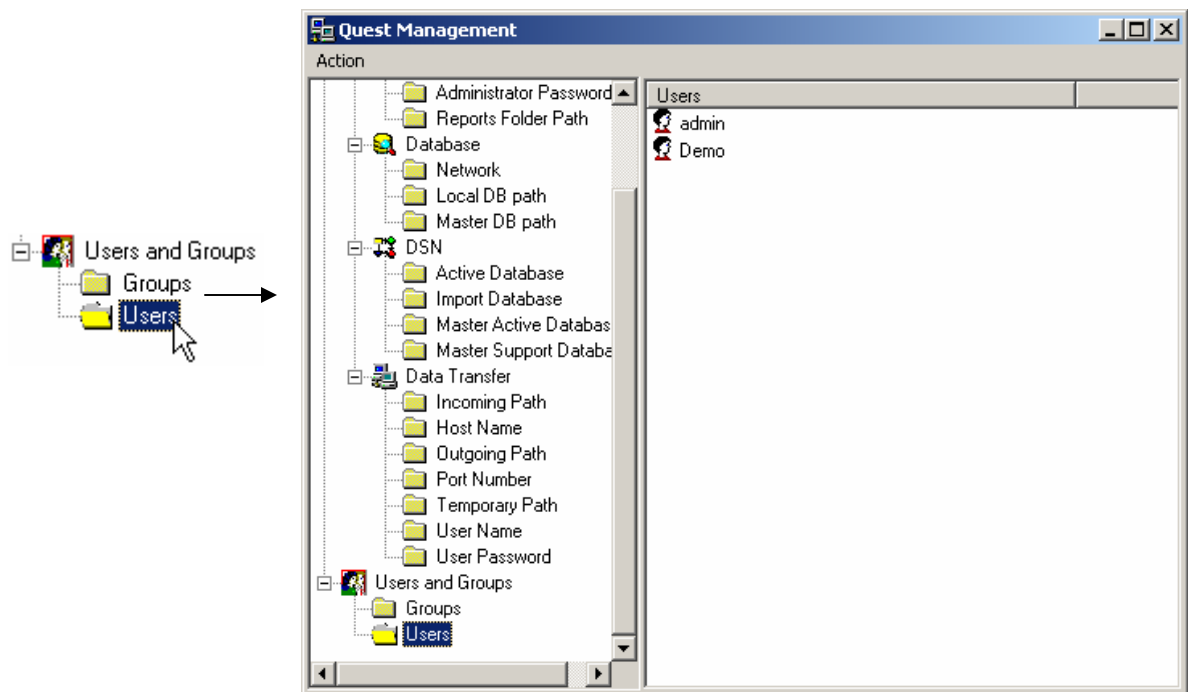 Users and Groups
Groups
Users
Quest Management
Action
Administrator Password
Reports Folder Path
Database
Network
Local DB path
Master DB path
DSN
Active Database
Import Database
Master Active Databas
Master Support Databa
Data Transfer
Incoming Path
Host Name
Outgoing Path
Port Number
Temporary Path
User Name
User Password
Users and Groups
Groups
Users
Users
admin
Demo